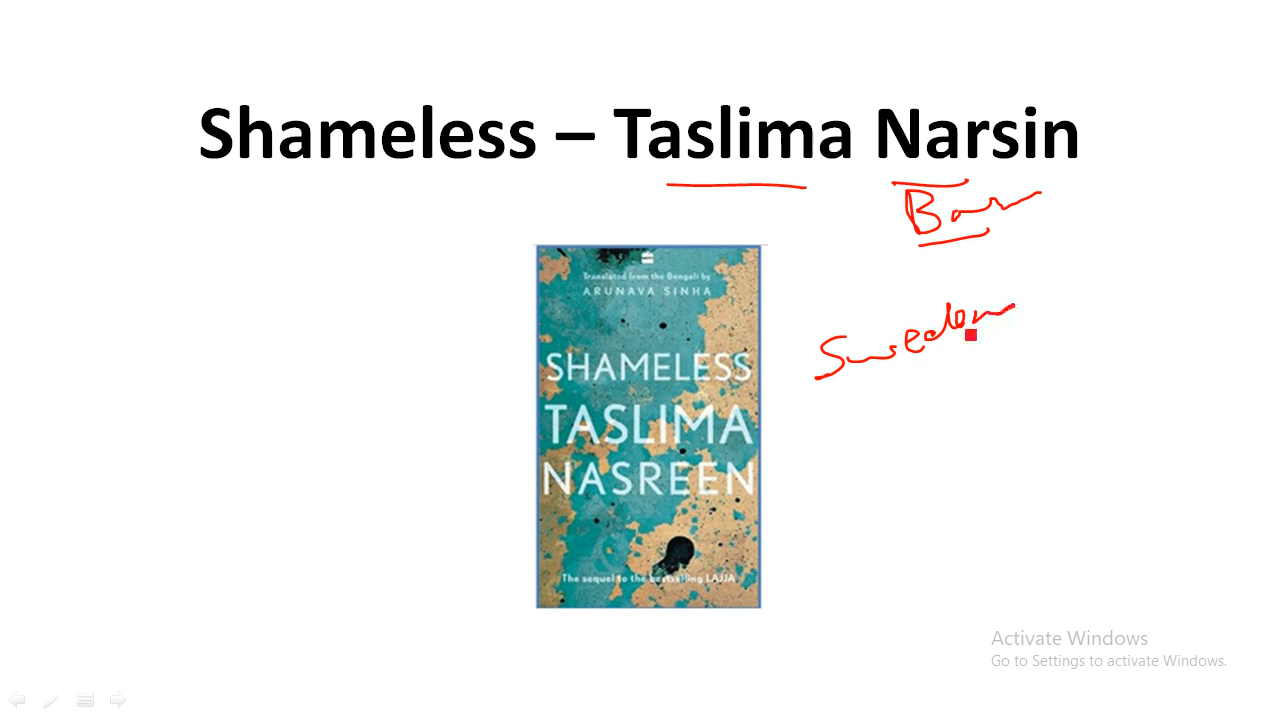 Shameless – Taslima Narsin
Ban
Sweden
Translated from the Bengali by
ARUNAVA SINHA
SHAMELESS
TASLIMA
NASREEN
The sequel to the bestselling LAJJA
Activate Windows
Go to Settings to activate Windows.